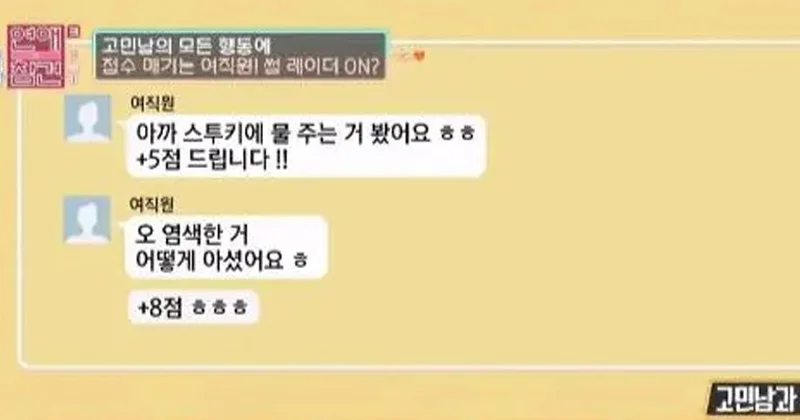 연애
참견
고민남의 모든 행동에
점수 매기는 여직원! 썸 레이더 ON?
여직원
아까 스투키에 물 주는 거 봤어요 ㅎㅎ
+5점 드립니다 !!
여직원
오 염색한 거
어떻게 아셨어요 ㅎ
+8점 ㅎㅎㅎ
고민남과